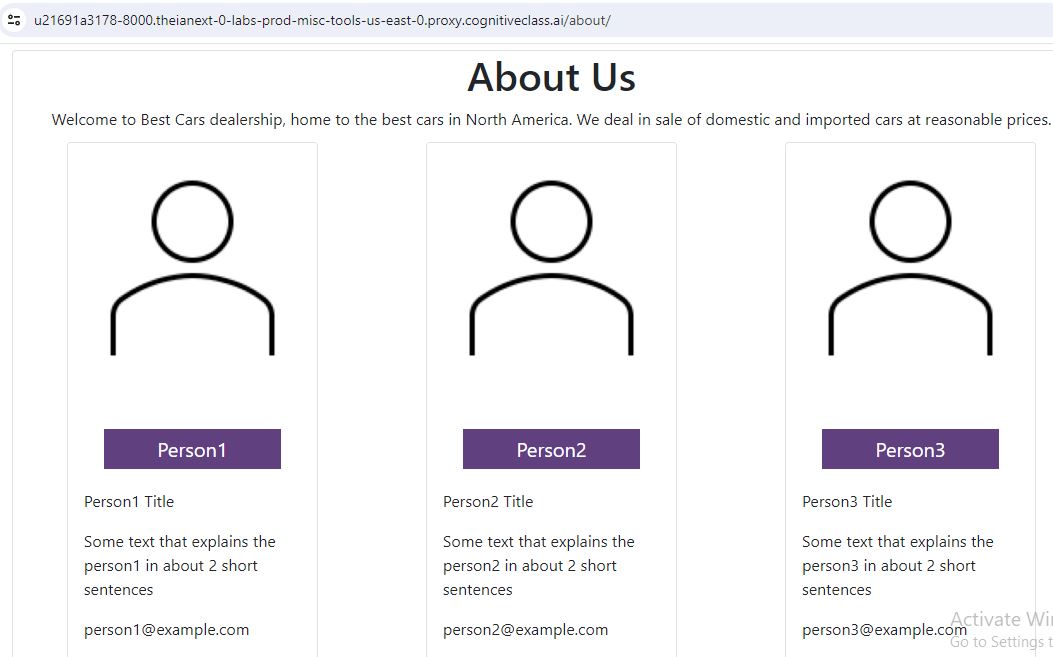 u21691a3178-8000.theianext-0-labs-prod-misc-tools-us-east-0.proxy.cognitiveclass.ai/about/
About Us
Welcome to Best Cars dealership, home to the best cars in North America. We deal in sale of domestic and imported cars at reasonable prices.
Person1
Person1 Title
Some text that explains the
person1 in about 2 short
sentences
person1@example.com
Person2
Person2 Title
Some text that explains the
person2 in about 2 short
sentences
person2@example.com
Person3
Person3 Title
Some text that explains the
person3 in about 2 short
sentences
person3@example.com
Activate
Go to Settings